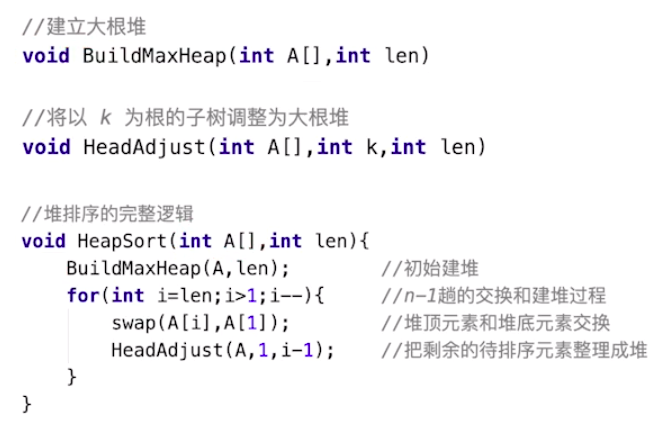 //建立大根堆
void BuildMaxHeap(int A[],int len)
//将以 k 为根的子树调整为大根堆
void HeadAdjust(int A[],int k,int len)
//堆排序的完整逻辑
void HeapSort(int A[],int len){
    BuildMaxHeap(A,len);        //初始建堆
    for(int i=len;i>1;i--){     //n-1趟的交换和建堆过程
        swap(A[i],A[1]);        //堆顶元素和堆底元素交换
        HeadAdjust(A,1,i-1);    //把剩余的待排序元素整理成堆
    }
}